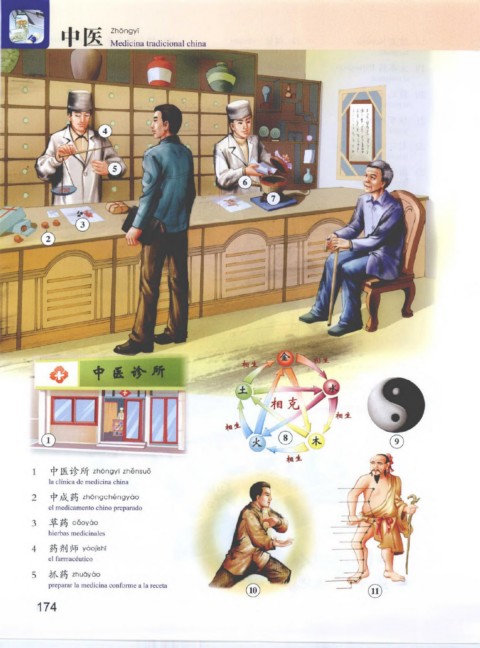 中医 Zhōngyī
Medicina tradicional china
4
5
6
7
3
2
中医诊所
1
相生
金
相生
土
水
相克
相生
相生
火
8
木
相生
9
10
11
1 中医诊所 zhōngyī zhěnsuǒ
la clínica de medicina china
2 中成药 zhōngchéngyào
el medicamento chino preparado
3 草药 cǎoyào
hierbas medicinales
4 药剂师 yàojìshī
el farmacéutico
5 抓药 zhuāyào
preparar la medicina conforme a la receta
174